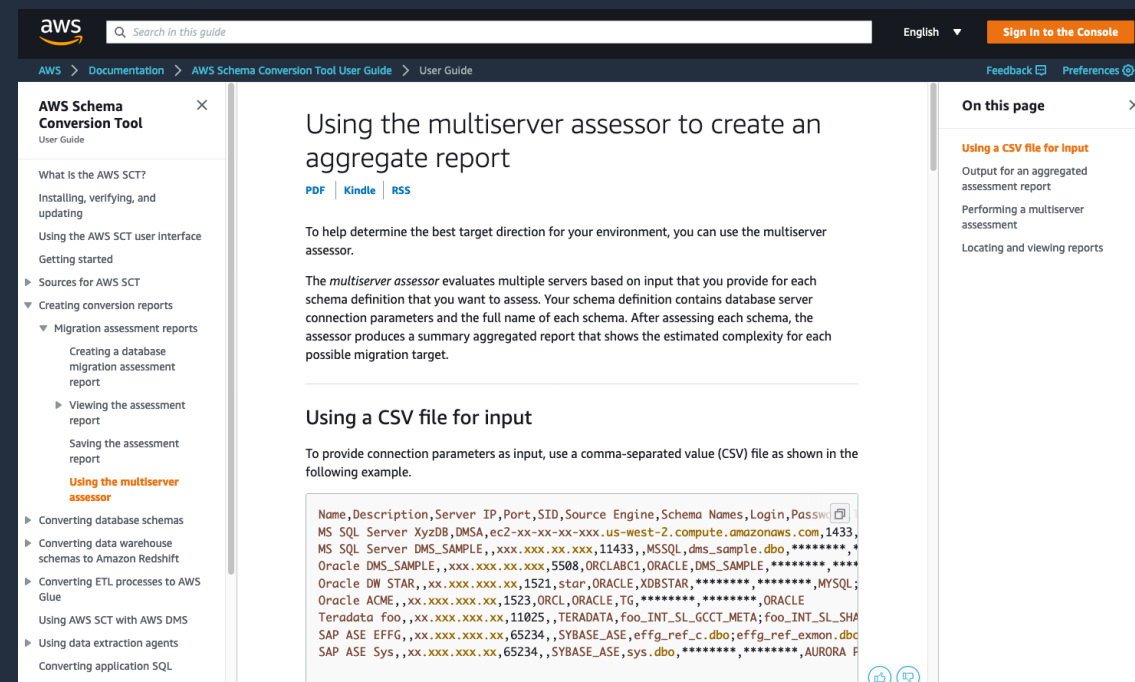 aws
Search in this guide
English
Sign In to the Console
AWS > Documentation > AWS Schema Conversion Tool User Guide > User Guide
Feedback
Preferences
AWS Schema
Conversion Tool
User Guide
What is the AWS SCT?
Installing, verifying, and
updating
Using the AWS SCT user interface
Getting started
Sources for AWS SCT
Creating conversion reports
Migration assessment reports
Creating a database
migration assessment
report
Viewing the assessment
report
Saving the assessment
report
Using the multiserver
assessor
Converting database schemas
Converting data warehouse
schemas to Amazon Redshift
Converting ETL processes to AWS
Glue
Using AWS SCT with AWS DMS
Using data extraction agents
Converting application SQL
Using the multiserver assessor to create an
aggregate report
PDF
Kindle
RSS
To help determine the best target direction for your environment, you can use the multiserver
assessor.
The multiserver assessor evaluates multiple servers based on input that you provide for each
schema definition that you want to assess. Your schema definition contains database server
connection parameters and the full name of each schema. After assessing each schema, the
assessor produces a summary aggregated report that shows the estimated complexity for each
possible migration target.
Using a CSV file for input
To provide connection parameters as input, use a comma-separated value (CSV) file as shown in the
following example.
Name,Description,Server IP,Port,SID,Source Engine,Schema Names,Login,Passw
MS SQL Server XyzDB,DMSA,ec2-xx-xx-xx-xxx.us-west-2.compute.amazonaws.com,1433,
MS SQL Server DMS_SAMPLE,,xxx.xxx.xx.xxx,11433,,MSSQL,dms_sample.dbo,********,*
Oracle DMS_SAMPLE,,xxx.xxx.xx.xxx,5508,ORCLABC1,ORACLE,DMS_SAMPLE,********,****
Oracle DW STAR,,xx.xxx.xxx.xx,1521,star,ORACLE,XDBSTAR,********,********,MYSQL;
Oracle ACME,,xx.xxx.xxx.xx,1523,ORCL,ORACLE,TG,********,********,ORACLE
Teradata foo,,xx.xxx.xxx.xx,11025,,TERADATA,foo_INT_SL_GCCT_META;foo_INT_SL_SHA
SAP ASE EFFG,,xx.xxx.xxx.xx,65234,,SYBASE_ASE,effg_ref_c.dbo;effg_ref_exmon.dbo
SAP ASE Sys,,xx.xxx.xxx.xx,65234,,SYBASE_ASE,sys.dbo,********,********,AURORA P
On this page
Using a CSV file for input
Output for an aggregated
assessment report
Performing a multiserver
assessment
Locating and viewing reports